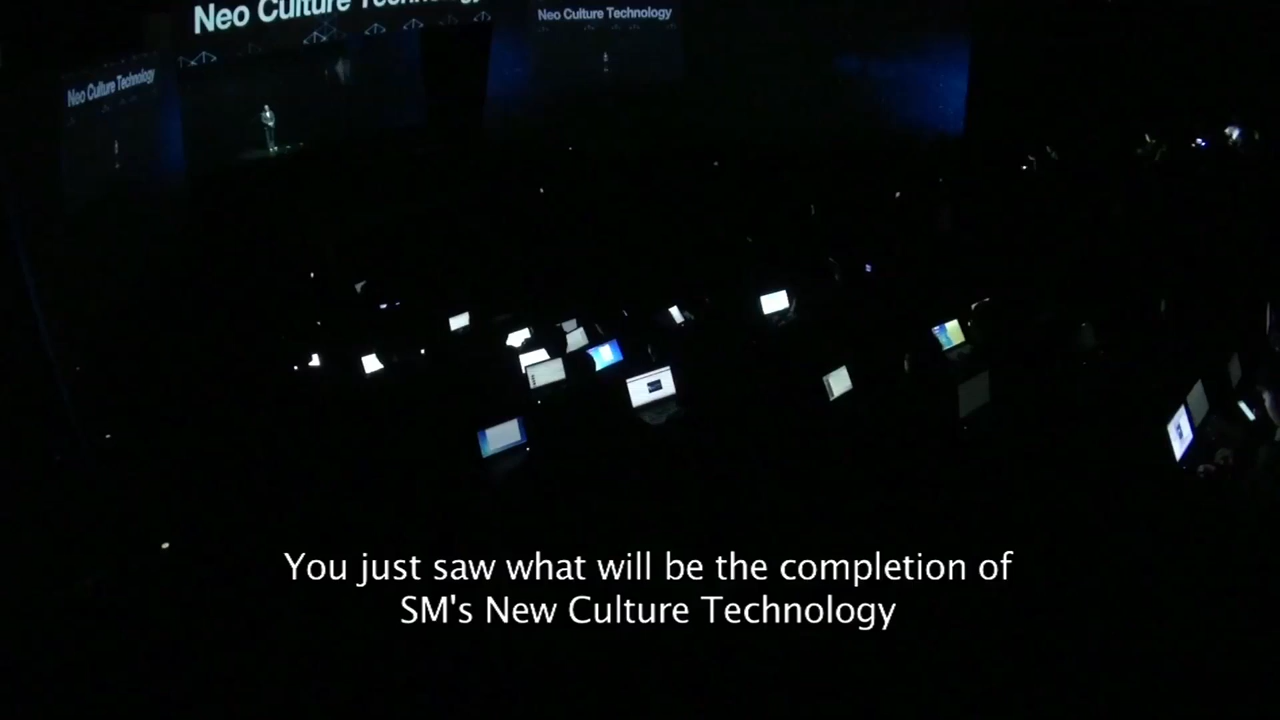 Neo Culture Technology
Neo Culture Technology
Neo Culture Technology
You just saw what will be the completion of
SM's New Culture Technology